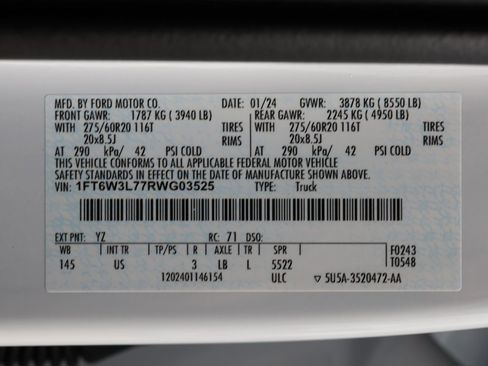 MFD. BY FORD MOTOR CO. DATE: 01/24 GVWR: 3878 KG ( 8550 LB)
FRONT GAWR: 1787 KG ( 3940 LB) REAR GAWR: 2245 KG ( 4950 LB)
WITH 275/60R20 116T TIRES WITH 275/60R20 116T TIRES
20x8.5J RIMS 20x8.5J RIMS
AT 290 kPa/ 42 PSI COLD AT 290 kPa/ 42 PSI COLD
THIS VEHICLE CONFORMS TO ALL APPLICABLE FEDERAL MOTOR VEHICLE
SAFETY STANDARDS IN EFFECT ON THE DATE OF MANUFACTURE SHOWN ABOVE.
VIN: 1FT6W3L77RWG03525 TYPE: Truck
EXT PNT: YZ RC: 71 DSO:
WB INT TR TP/PS R AX TR SPR F0243
145 US 3 LB L 5522 T0548
1202401146154 ULC ▽ 5U5A-3520472-AA